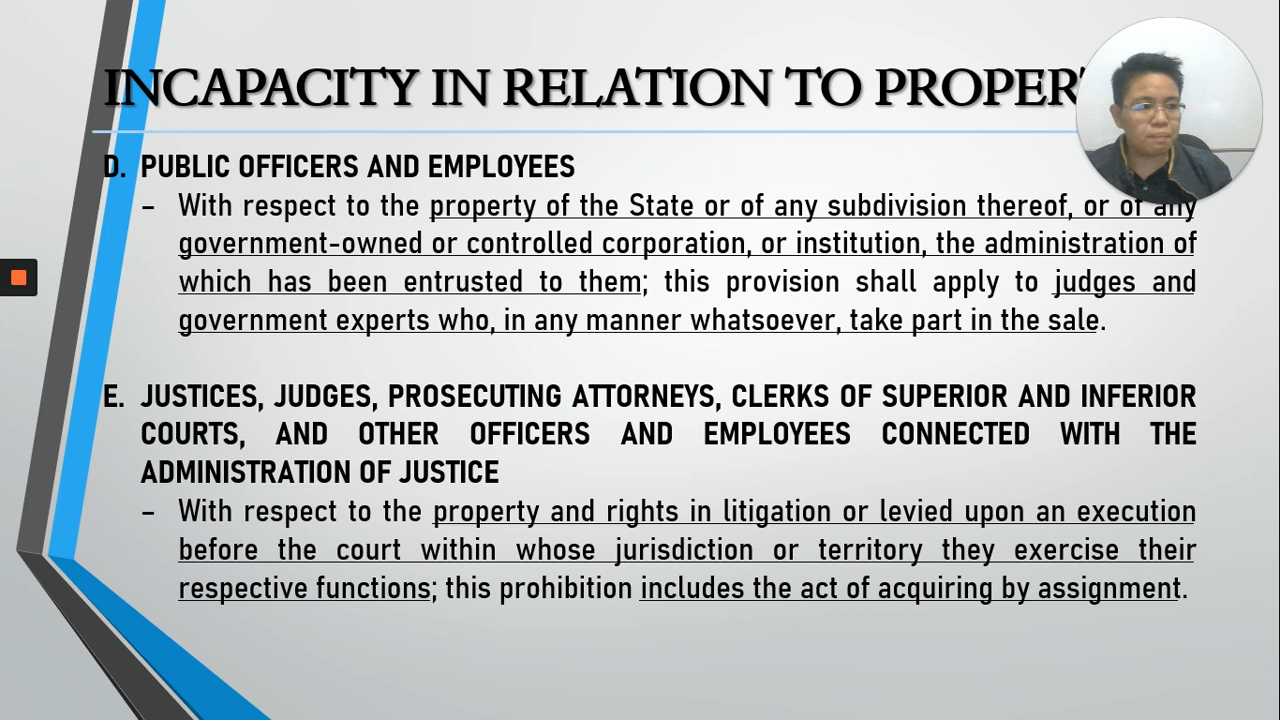 INCAPACITY IN RELATION TO
D. PUBLIC OFFICERS AND EMPLOYEES
– With respect to the property of the State or of any subdivision thereof, or of any
government-owned or controlled corporation, or institution, the administration of
which has been entrusted to them; this provision shall apply to judges and
government experts who, in any manner whatsoever, take part in the sale.
E. JUSTICES, JUDGES, PROSECUTING ATTORNEYS, CLERKS OF SUPERIOR AND INFERIOR
COURTS, AND OTHER OFFICERS AND EMPLOYEES CONNECTED WITH THE
ADMINISTRATION OF JUSTICE
– With respect to the property and rights in litigation or levied upon an execution
before the court within whose jurisdiction or territory they exercise their
respective functions; this prohibition includes the act of acquiring by assignment.